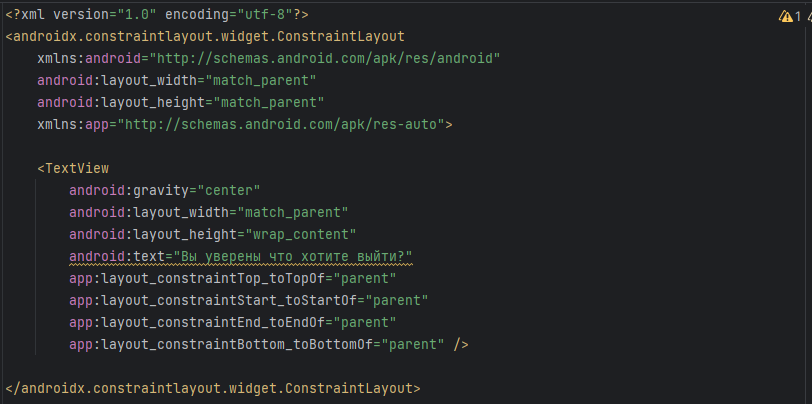 <?xml version="1.0" encoding="utf-8"?>
1
<androidx.constraintlayout.widget.ConstraintLayout
xmlns:android="http://schemas.android.com/apk/res/android"
android:layout_width="match_parent"
android:layout_height="match_parent"
xmlns:app="http://schemas.android.com/apk/res-auto">
<TextView
android:gravity="center"
android:layout_width="match_parent"
android:layout_height="wrap_content"
android:text="Вы уверены что хотите выйти?"
app:layout_constraintTop_toTopOf="parent"
app:layout_constraintStart_toStartOf="parent"
app:layout_constraintEnd_toEndOf="parent"
app:layout_constraintBottom_toBottomOf="parent" />
</androidx.constraintlayout.widget.ConstraintLayout>